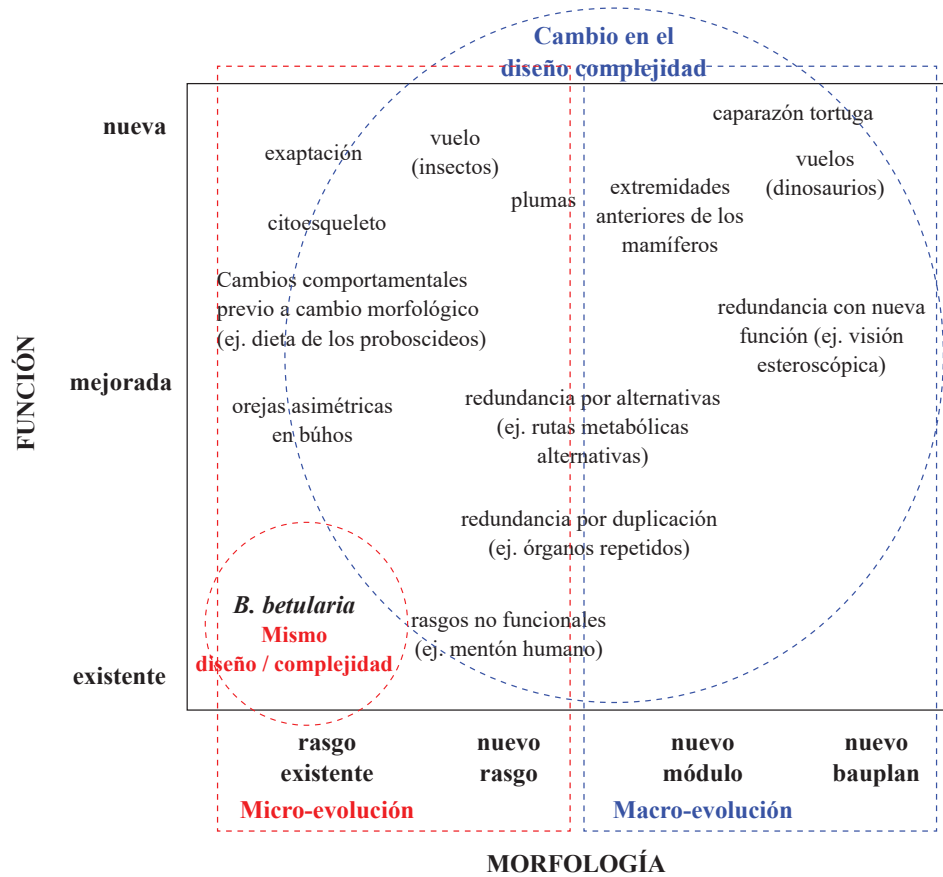 Cambio en el
diseño complejidad
nueva
caparazón tortuga
exaptación
vuelo
(insectos)
vuelos
(dinosaurios)
plumas
extremidades
anteriores de los
mamíferos
citoesqueleto
Cambios comportamentales
previo a cambio morfológico
(ej. dieta de los proboscideos)
redundancia con nueva
función (ej. visión
esteroscópica)
FUNCIÓN
mejorada
orejas asimétricas
en búhos
redundancia por alternativas
(ej. rutas metabólicas
alternativas)
redundancia por duplicación
(ej. órganos repetidos)
B. betularia
Mismo
diseño / complejidad
rasgos no funcionales
(ej. mentón humano)
existente
rasgo
existente
nuevo
rasgo
nuevo
módulo
nuevo
bauplan
Micro-evolución
Macro-evolución
MORFOLOGÍA